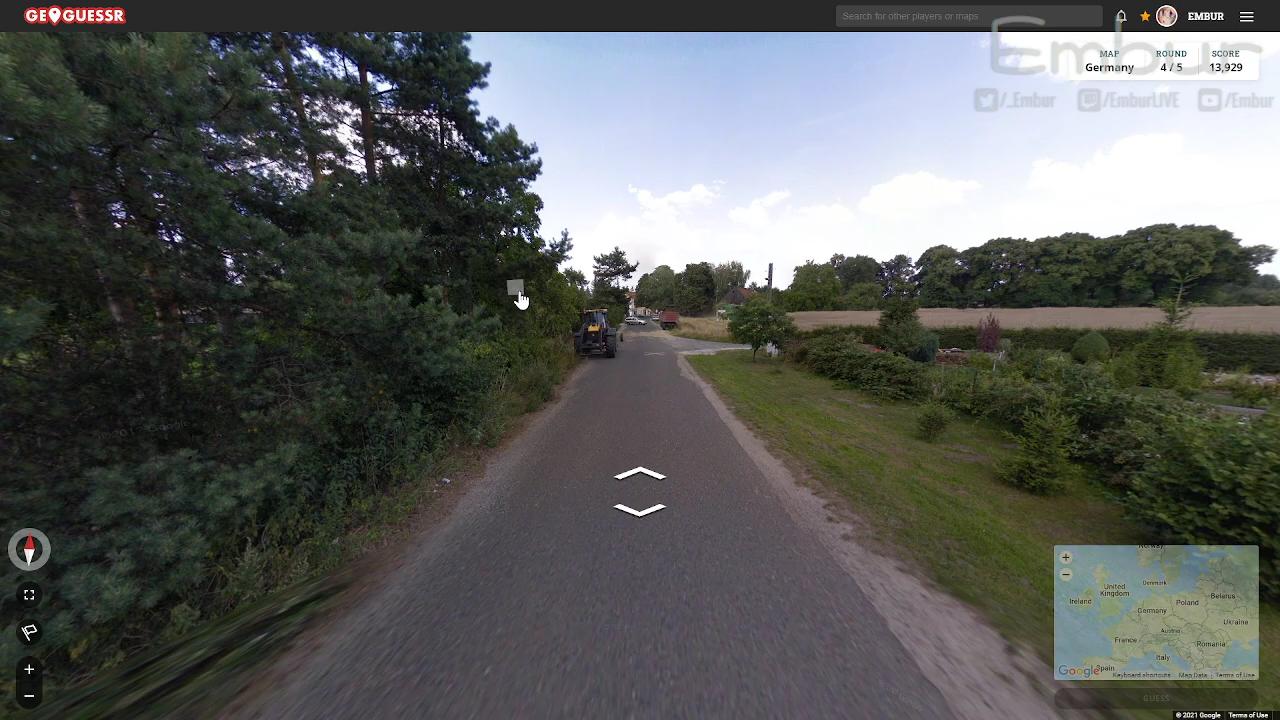 GEOGUESSR
Search for other players or maps
EMBUR
Embur
MAP ROUND SCORE
Germany 4 / 5 13,929
/_Embur /EmburLIVE /Embur
Norway
United Kingdom
Denmark
Ireland
Belarus
Germany
Poland
Ukraine
Austria
France
Romania
Italy
Spain
Google
Keyboard shortcuts Map Data Terms of Use
GUESS
© 2021 Google Terms of Use